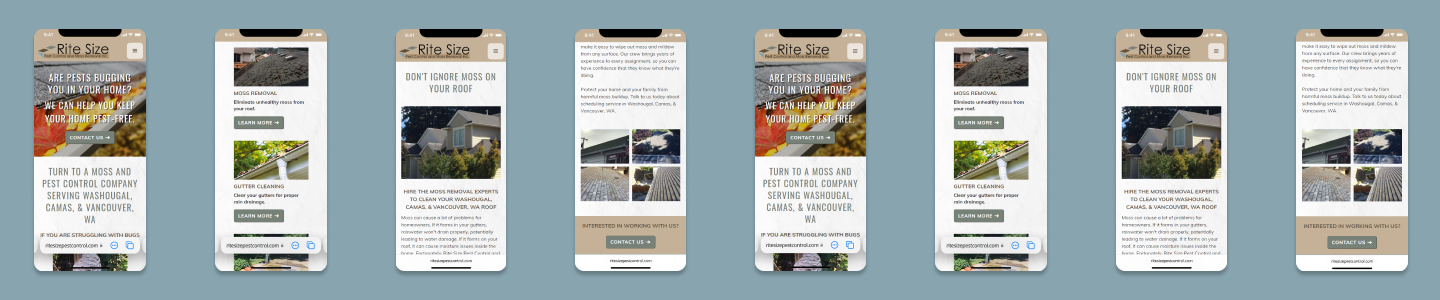 9:41
Rite Size
Pest Control and Moss Removal Inc.
ARE PESTS BUGGING
YOU IN YOUR HOME?
WE CAN HELP YOU KEEP
YOUR HOME PEST-FREE.
CONTACT US →
TURN TO A MOSS AND
PEST CONTROL COMPANY
SERVING WASHOUGAL,
CAMAS, & VANCOUVER,
WA
IF YOU ARE STRUGGLING WITH BUGS
ritesizepestcontrol.com
9:41
MOSS REMOVAL
Eliminate unhealthy moss from
your roof.
LEARN MORE →
GUTTER CLEANING
Clear your gutters for proper
rain drainage.
LEARN MORE →
ritesizepestcontrol.com
9:41
Rite Size
Pest Control and Moss Removal Inc.
DON'T IGNORE MOSS ON
YOUR ROOF
HIRE THE MOSS REMOVAL EXPERTS
TO CLEAN YOUR WASHOUGAL,
CAMAS, & VANCOUVER, WA ROOF
Moss can cause a lot of problems for
homeowners. If it forms in your gutters,
rainwater won't drain properly, potentially
leading to water damage. If it forms on your
roof, it can cause moisture issues inside the
home. Fortunately, Rite Size Pest Control and
ritesizepestcontrol.com
9:41
make it easy to wipe out moss and mildew
from any surface. Our crew brings years of
experience to every assignment, so you can
have confidence that they know what they're
doing.
Protect your home and your family from
harmful moss buildup. Talk to us today about
scheduling service in Washougal, Camas, &
Vancouver, WA.
INTERESTED IN WORKING WITH US?
CONTACT US →
ritesizepestcontrol.com
9:41
Rite Size
Pest Control and Moss Removal Inc.
ARE PESTS BUGGING
YOU IN YOUR HOME?
WE CAN HELP YOU KEEP
YOUR HOME PEST-FREE.
CONTACT US →
TURN TO A MOSS AND
PEST CONTROL COMPANY
SERVING WASHOUGAL,
CAMAS, & VANCOUVER,
WA
IF YOU ARE STRUGGLING WITH BUGS
ritesizepestcontrol.com
9:41
MOSS REMOVAL
Eliminate unhealthy moss from
your roof.
LEARN MORE →
GUTTER CLEANING
Clear your gutters for proper
rain drainage.
LEARN MORE →
ritesizepestcontrol.com
9:41
Rite Size
Pest Control and Moss Removal Inc.
DON'T IGNORE MOSS ON
YOUR ROOF
HIRE THE MOSS REMOVAL EXPERTS
TO CLEAN YOUR WASHOUGAL,
CAMAS, & VANCOUVER, WA ROOF
Moss can cause a lot of problems for
homeowners. If it forms in your gutters,
rainwater won't drain properly, potentially
leading to water damage. If it forms on your
roof, it can cause moisture issues inside the
home. Fortunately, Rite Size Pest Control and
ritesizepestcontrol.com
9:41
make it easy to wipe out moss and mildew
from any surface. Our crew brings years of
experience to every assignment, so you can
have confidence that they know what they're
doing.
Protect your home and your family from
harmful moss buildup. Talk to us today about
scheduling service in Washougal, Camas, &
Vancouver, WA.
INTERESTED IN WORKING WITH US?
CONTACT US →
ritesizepestcontrol.com